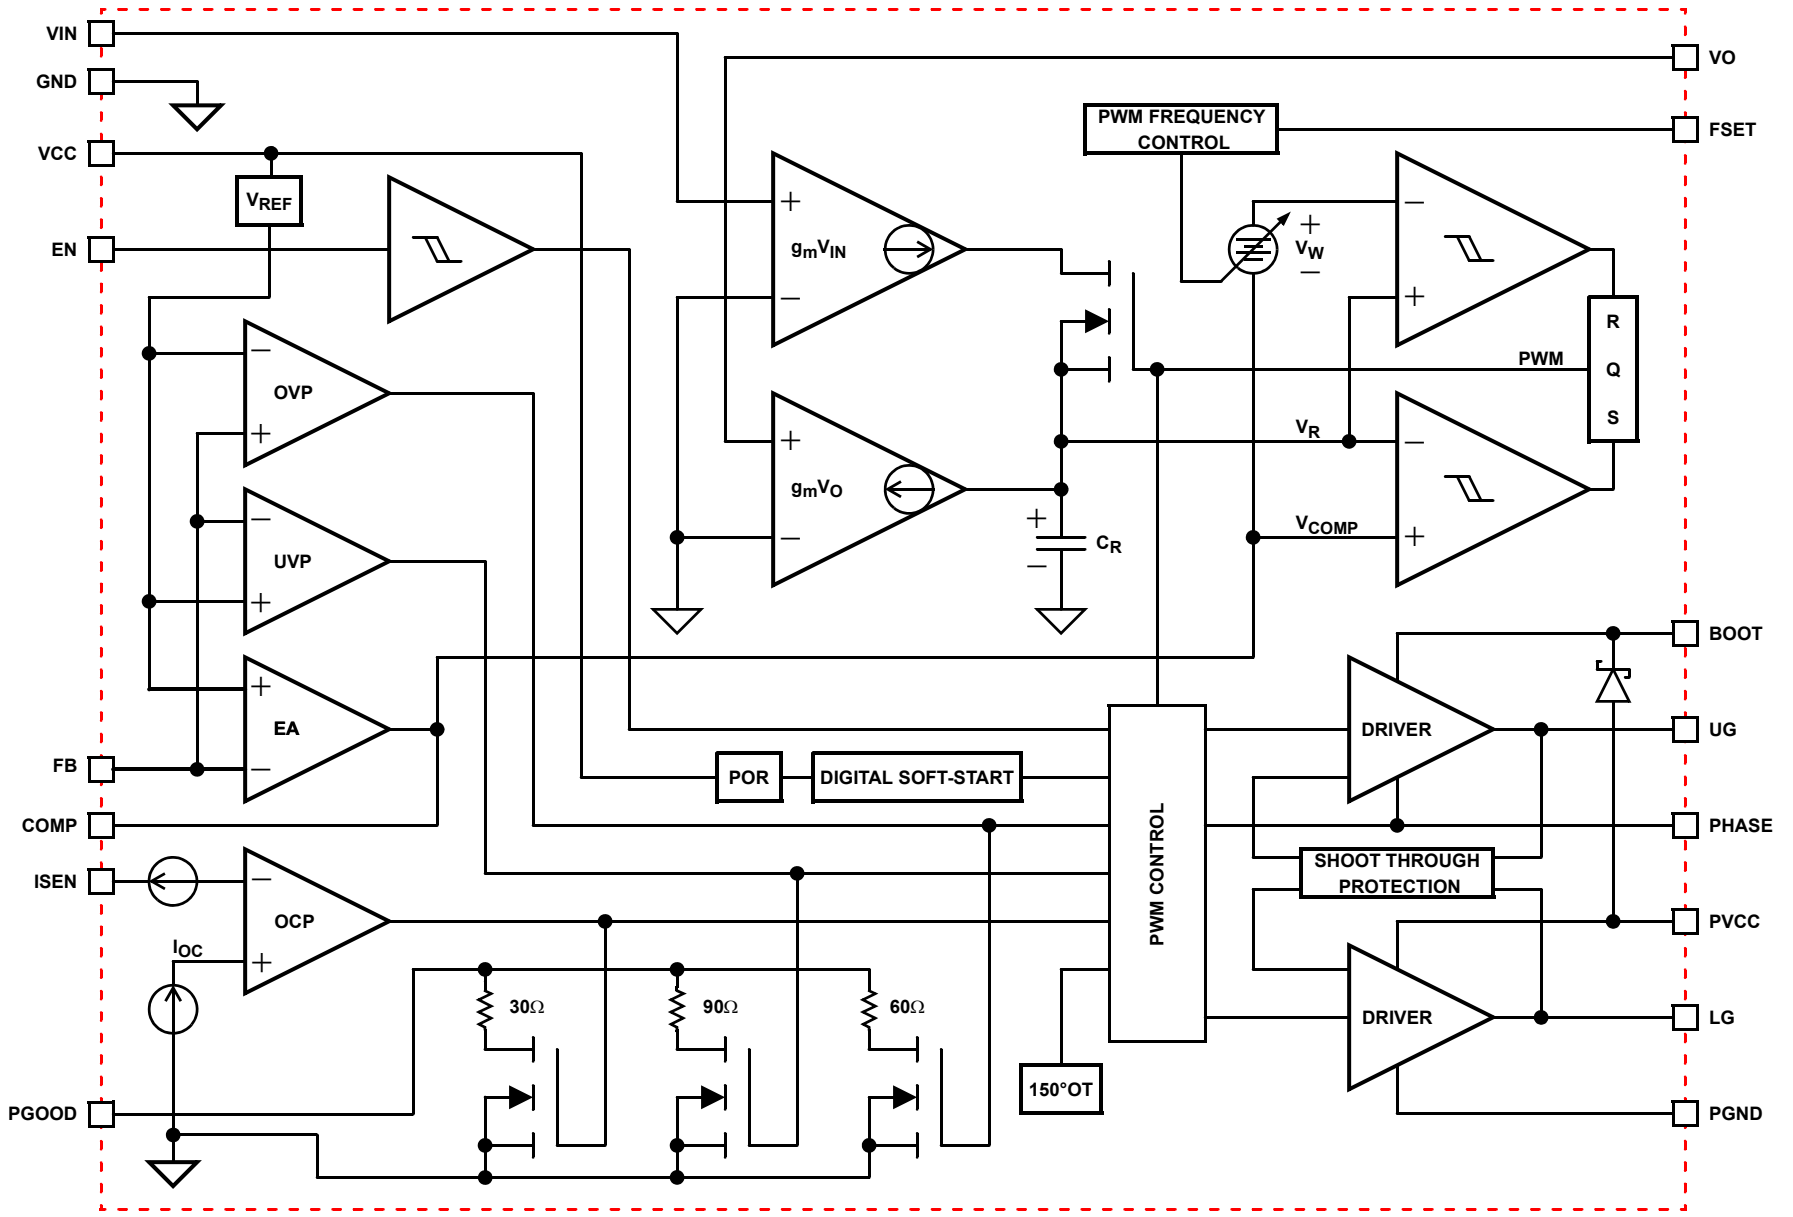 VIN
VO
GND
PWM FREQUENCY
CONTROL
FSET
VCC
VREF
+
−
+
VW
−
EN
gmVIN
−
+
R
−
OVP
+
PWM
Q
+
VR
−
S
gmVO
−
UVP
+
−
+
CR
−
VCOMP
+
BOOT
+
EA
−
DRIVER
UG
FB
POR
DIGITAL SOFT-START
COMP
PHASE
PWM CONTROL
SHOOT THROUGH
PROTECTION
ISEN
−
OCP
+
IOC
PVCC
30Ω
90Ω
60Ω
DRIVER
LG
150°OT
PGOOD
PGND